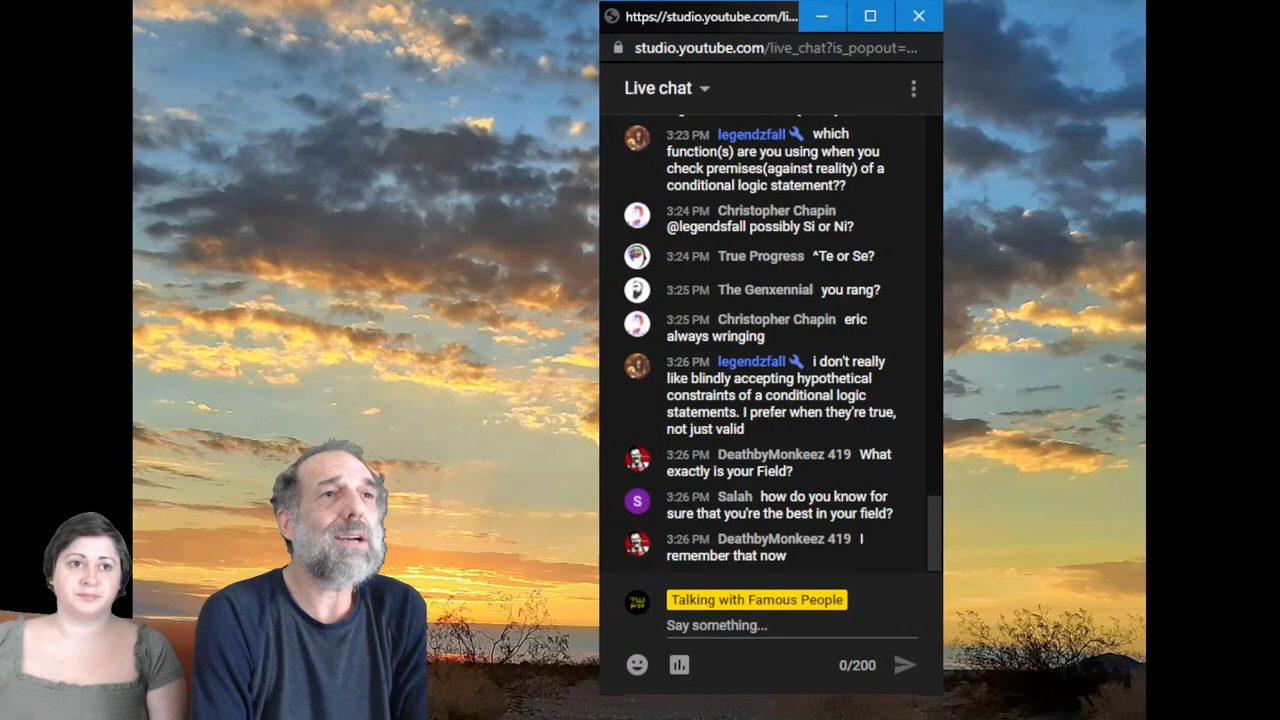 https://studio.youtube.com/li...
studio.youtube.com/live_chat?is_popout=...
Live chat
3:23 PM legendzfall which
function(s) are you using when you
check premises(against reality) of a
conditional logic statement??
3:24 PM Christopher Chapin
@legendsfall possibly Si or Ni?
3:24 PM True Progress ^Te or Se?
3:25 PM The Genxennial you rang?
3:25 PM Christopher Chapin eric
always wringing
3:26 PM legendzfall i don't really
like blindly accepting hypothetical
constraints of a conditional logic
statements. I prefer when they're true,
not just valid
3:26 PM DeathbyMonkeez 419 What
exactly is your Field?
S 3:26 PM Salah how do you know for
sure that you're the best in your field?
3:26 PM DeathbyMonkeez 419 I
remember that now
Talking with Famous People
Say something...
0/200